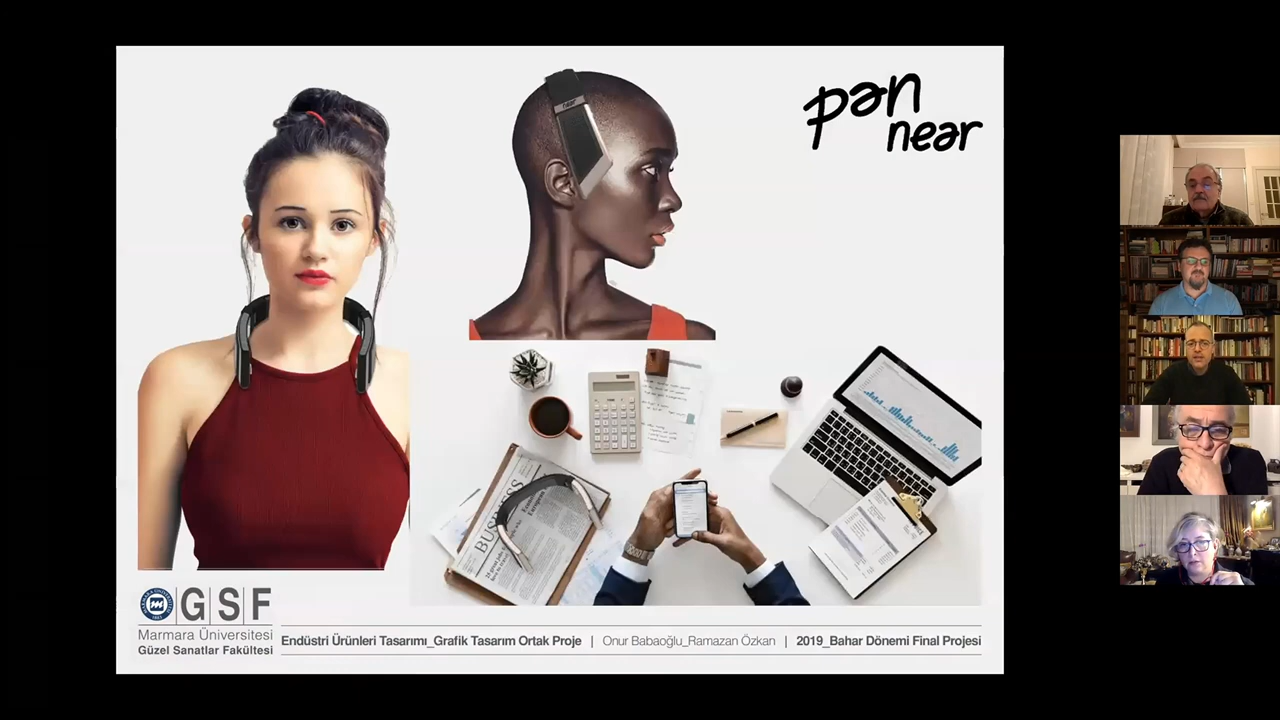 pən
neər
near
BUSINESS
GSF
Marmara Üniversitesi
Güzel Sanatlar Fakültesi
Endüstri Ürünleri Tasarımı_Grafik Tasarım Ortak Proje | Onur Babaoğlu_Ramazan Özkan | 2019_Bahar Dönemi Final Projesi